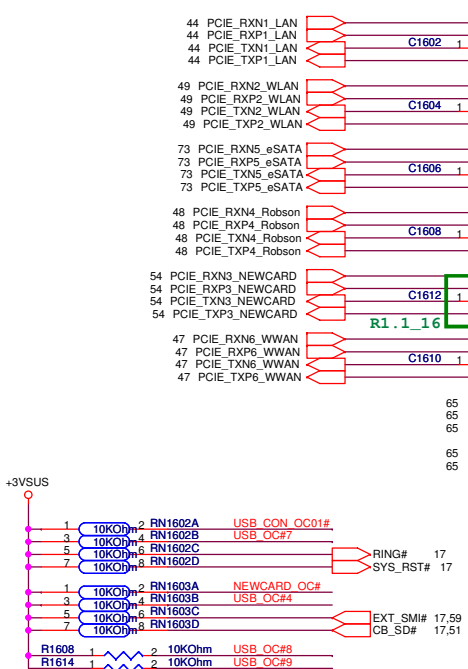 44 PCIE_RXN1_LAN
44 PCIE_RXP1_LAN
44 PCIE_TXN1_LAN C1602 1
44 PCIE_TXP1_LAN
49 PCIE_RXN2_WLAN
49 PCIE_RXP2_WLAN
49 PCIE_TXN2_WLAN C1604 1
49 PCIE_TXP2_WLAN
73 PCIE_RXN5_eSATA
73 PCIE_RXP5_eSATA
73 PCIE_TXN5_eSATA C1606 1
73 PCIE_TXP5_eSATA
48 PCIE_RXN4_Robson
48 PCIE_RXP4_Robson
48 PCIE_TXN4_Robson C1608 1
48 PCIE_TXP4_Robson
54 PCIE_RXN3_NEWCARD
54 PCIE_RXP3_NEWCARD
54 PCIE_TXN3_NEWCARD C1612 1
54 PCIE_TXP3_NEWCARD
R1.1_16
47 PCIE_RXN6_WWAN
47 PCIE_RXP6_WWAN
47 PCIE_TXN6_WWAN C1610 1
47 PCIE_TXP6_WWAN
65
65
65
65
65
+3VSUS
1 10KOhm 2 RN1602A USB_CON_OC01#
3 10KOhm 4 RN1602B USB_OC#7
5 10KOhm 6 RN1602C RING# 17
7 10KOhm 8 RN1602D SYS_RST# 17
1 10KOhm 2 RN1603A NEWCARD_OC#
3 10KOhm 4 RN1603B USB_OC#4
5 10KOhm 6 RN1603C EXT_SMI# 17,59
7 10KOhm 8 RN1603D CB_SD# 17,51
R1608 1 2 10KOhm USB_OC#8
R1614 1 2 10KOhm USB_OC#9